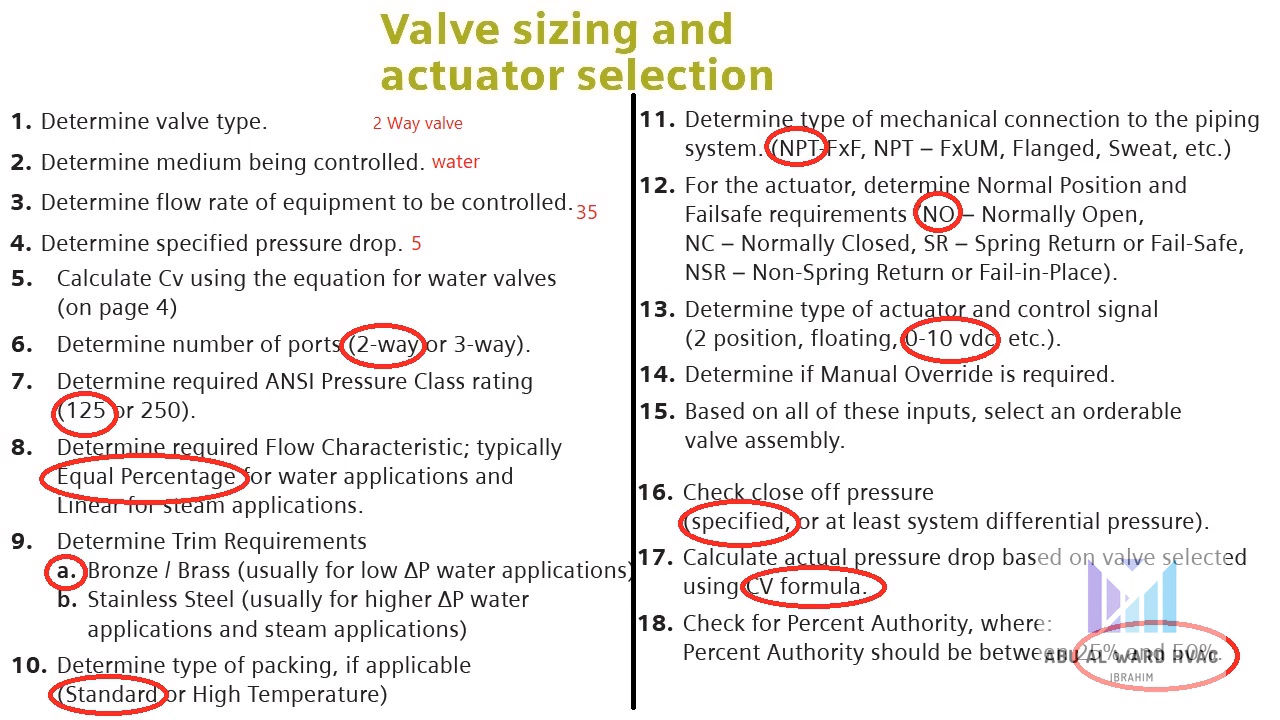 Valve sizing and
actuator selection
1. Determine valve type. 2 Way valve
2. Determine medium being controlled. water
3. Determine flow rate of equipment to be controlled. 35
4. Determine specified pressure drop. 5
5. Calculate Cv using the equation for water valves
(on page 4)
6. Determine number of ports (2-way or 3-way).
7. Determine required ANSI Pressure Class rating
(125 or 250).
8. Determine required Flow Characteristic; typically
Equal Percentage for water applications and
Linear for steam applications.
9. Determine Trim Requirements
a. Bronze / Brass (usually for low ΔP water applications)
b. Stainless Steel (usually for higher ΔP water
applications and steam applications)
10. Determine type of packing, if applicable
(Standard or High Temperature)
11. Determine type of mechanical connection to the piping
system. (NPT-FxF, NPT – FxUM, Flanged, Sweat, etc.)
12. For the actuator, determine Normal Position and
Failsafe requirements (NO – Normally Open,
NC – Normally Closed, SR – Spring Return or Fail-Safe,
NSR – Non-Spring Return or Fail-in-Place).
13. Determine type of actuator and control signal
(2 position, floating, 0-10 vdc, etc.).
14. Determine if Manual Override is required.
15. Based on all of these inputs, select an orderable
valve assembly.
16. Check close off pressure
(specified, or at least system differential pressure).
17. Calculate actual pressure drop based on valve selected
using CV formula.
18. Check for Percent Authority, where:
Percent Authority should be between 25% and 50%.
ABU AL WARD HVAC
IBRAHIM